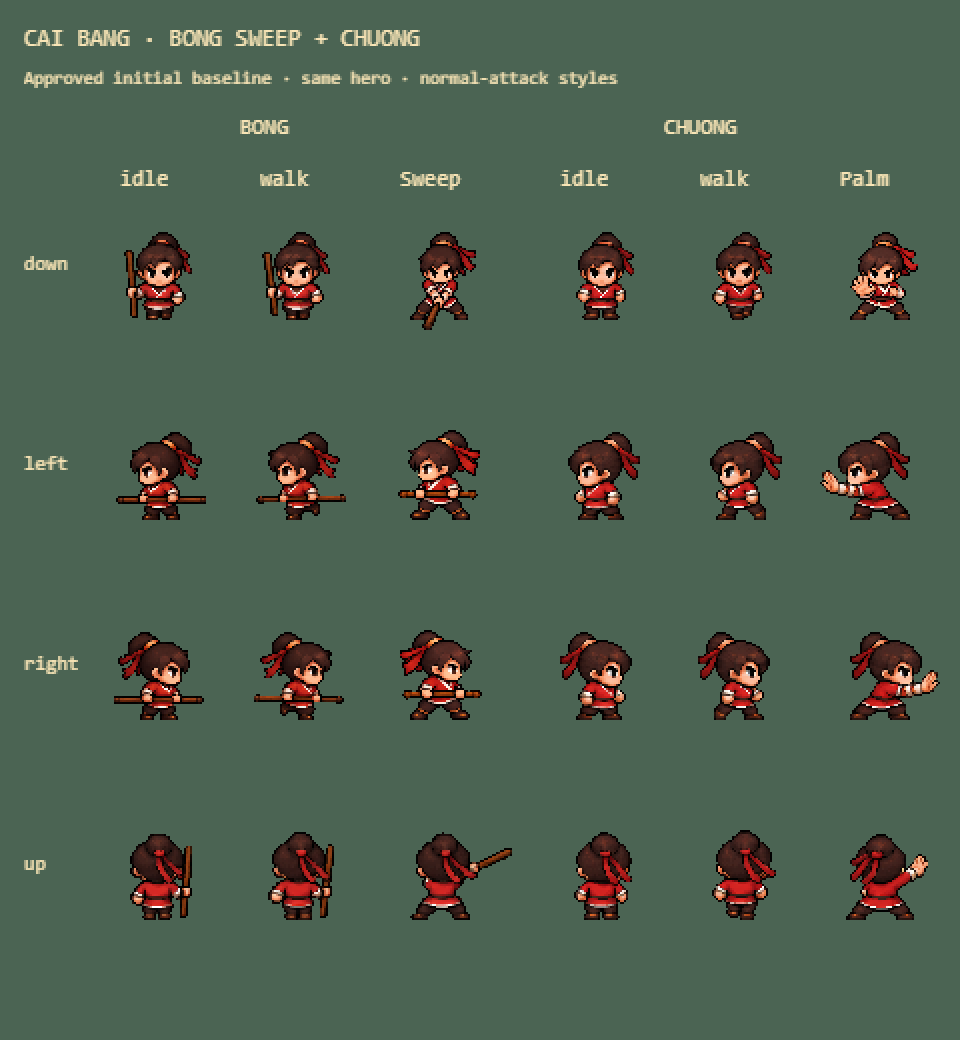 CAI BANG · BONG SWEEP + CHUONG
Approved initial baseline · same hero · normal-attack styles
BONG CHUONG
idle walk Sweep idle walk Palm
down
left
right
up